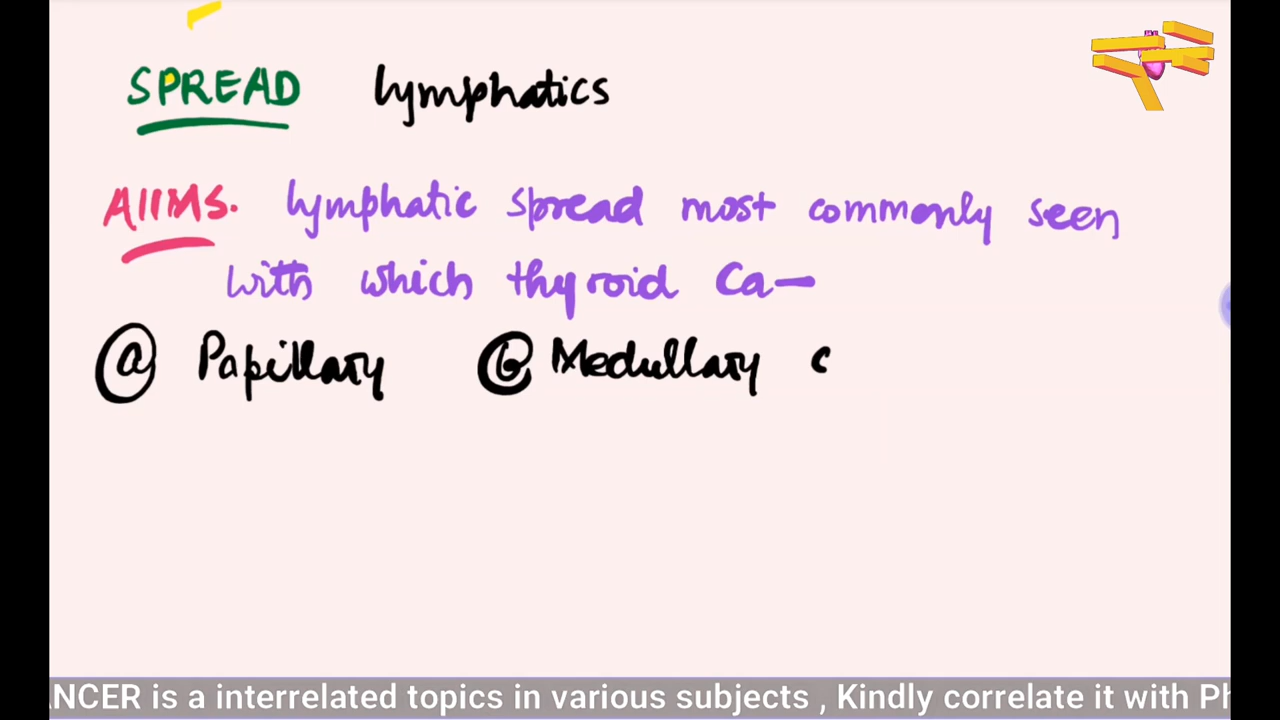 SPREAD lymphatics
AIIMS. lymphatic spread most commonly seen
with which thyroid Ca-
(a) Papillary (b) Medullary c
ANCER is a interrelated topics in various subjects , Kindly correlate it with Ph